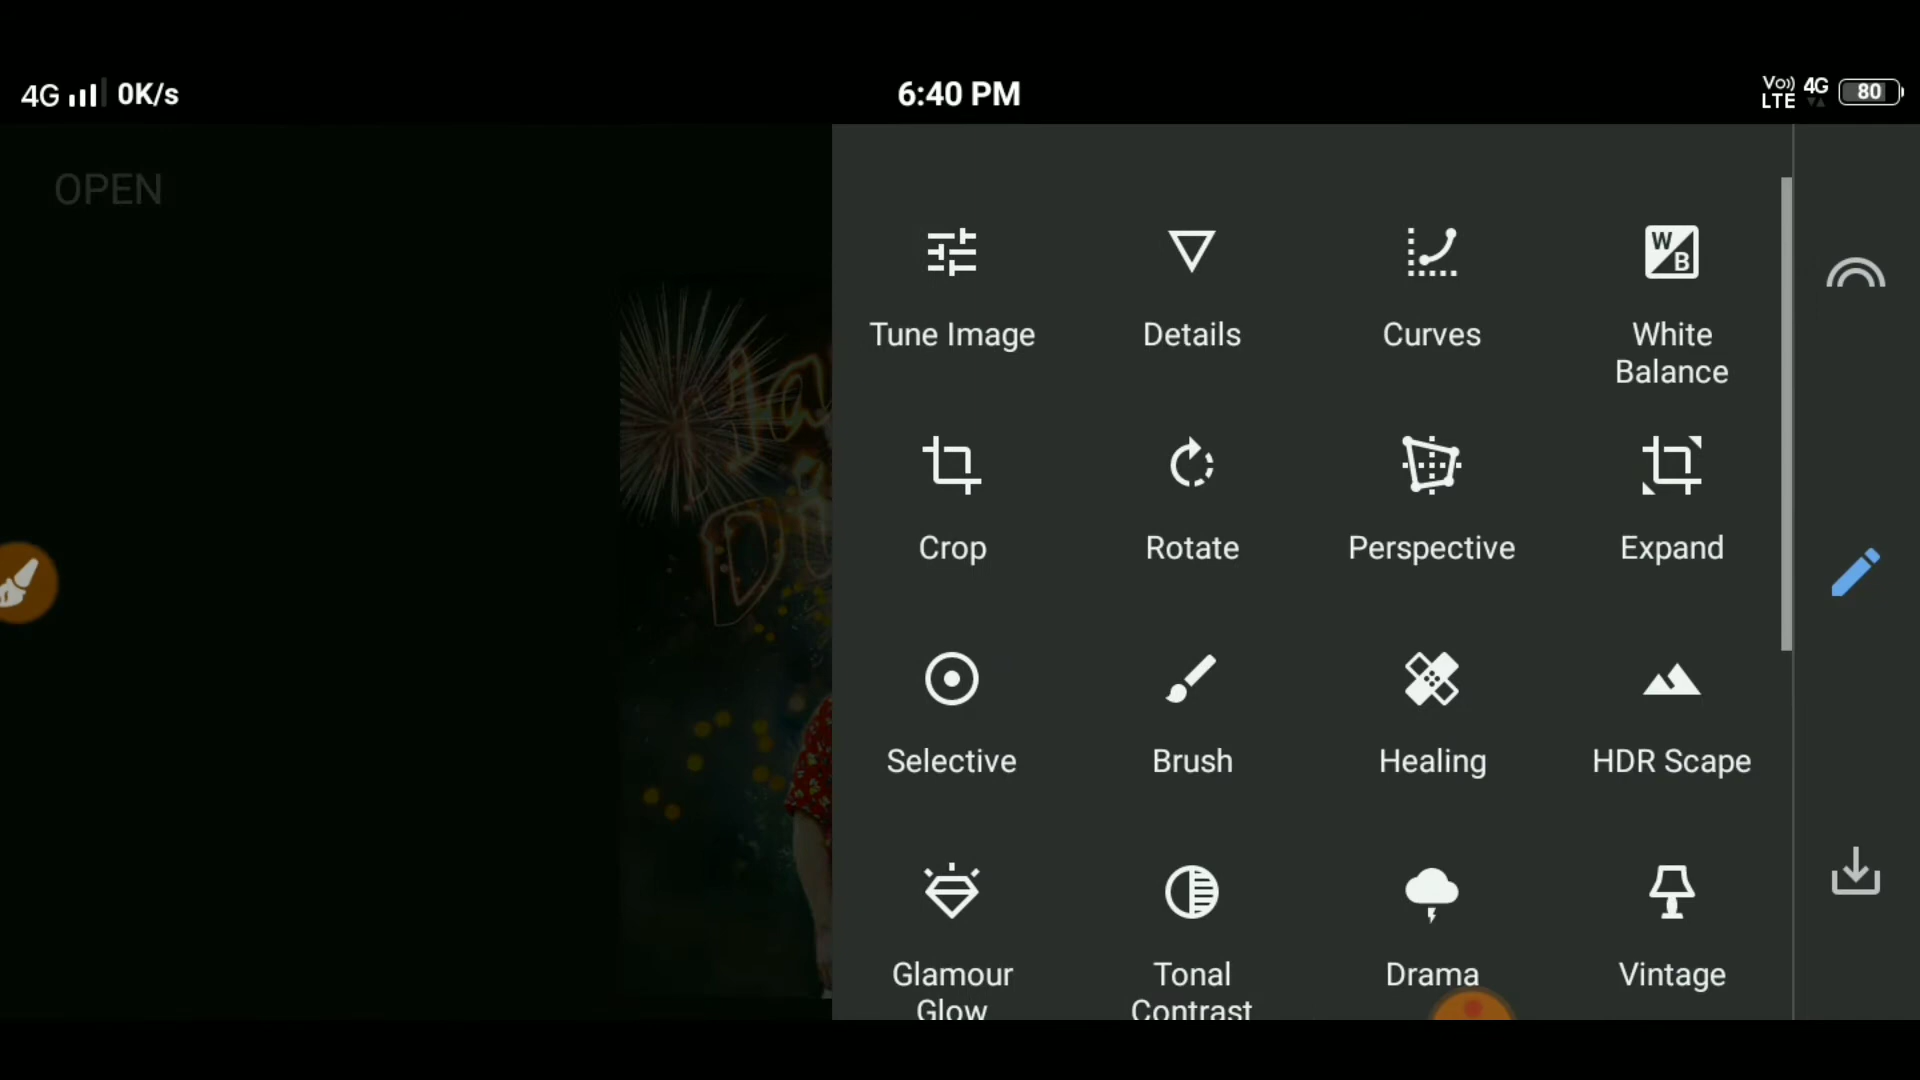 4G 0K/s 6:40 PM Vo)) LTE 4G 80
OPEN
Tune Image Details Curves White Balance
Crop Rotate Perspective Expand
Selective Brush Healing HDR Scape
Glamour Glow Tonal Contrast Drama Vintage